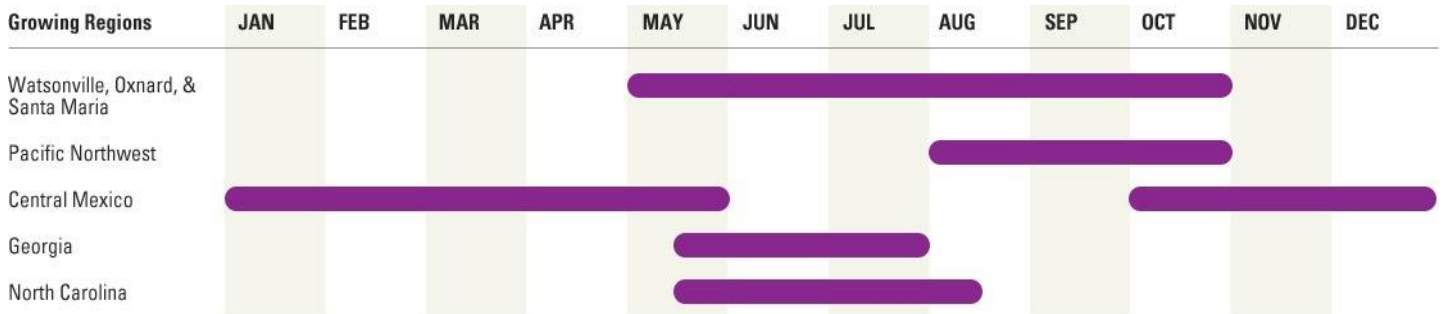 Growing Regions JAN FEB MAR APR MAY JUN JUL AUG SEP OCT NOV DEC
Watsonville, Oxnard, &
Santa Maria
Pacific Northwest
Central Mexico
Georgia
North Carolina